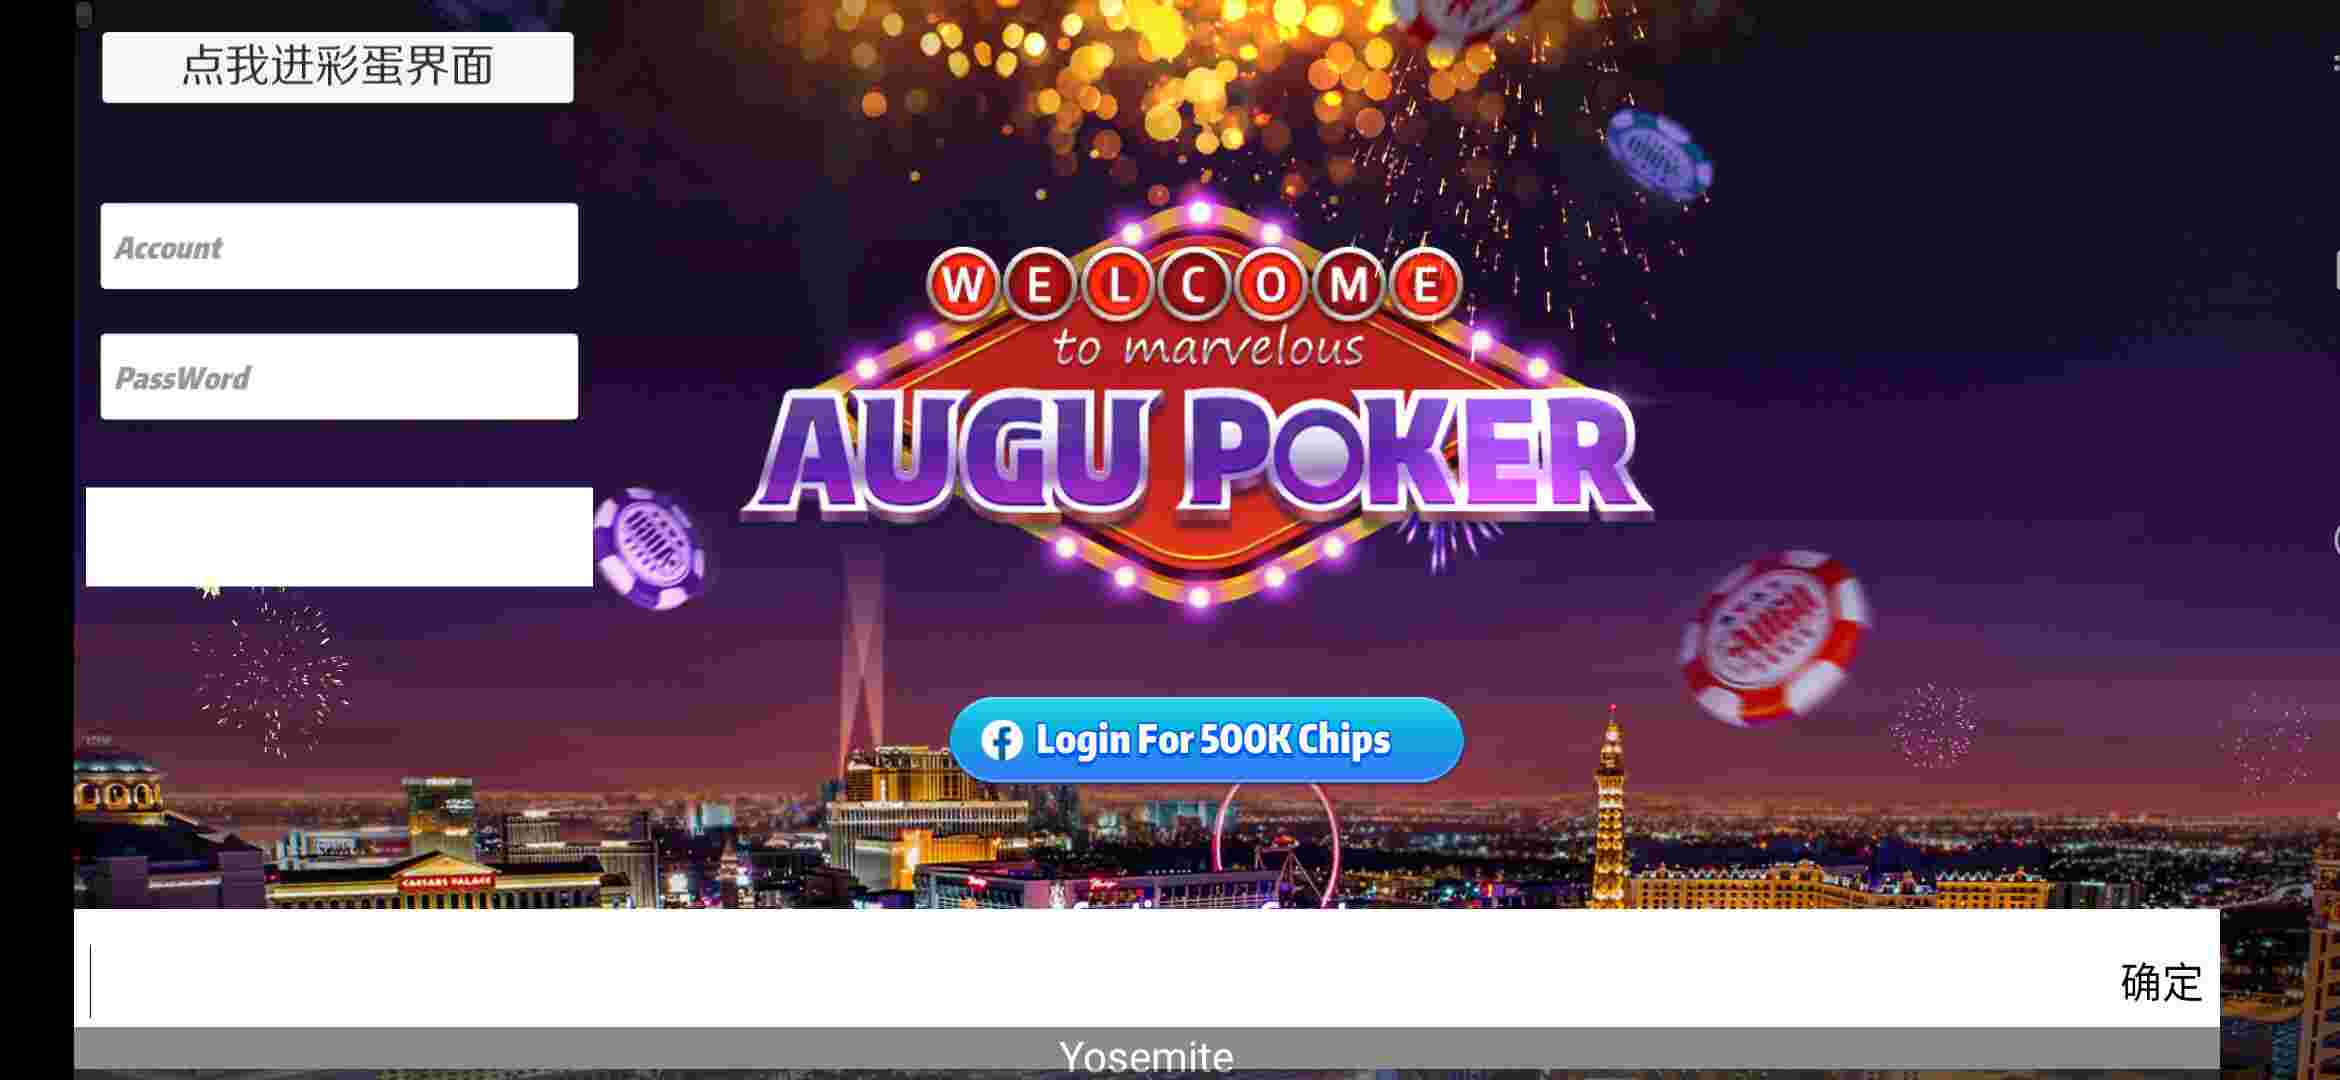 点我进彩蛋界面
Account
PassWord
WELCOME
to marvelous
AUGU POKER
Login For 500K Chips
CAESARS PALACE
确定
Yosemite